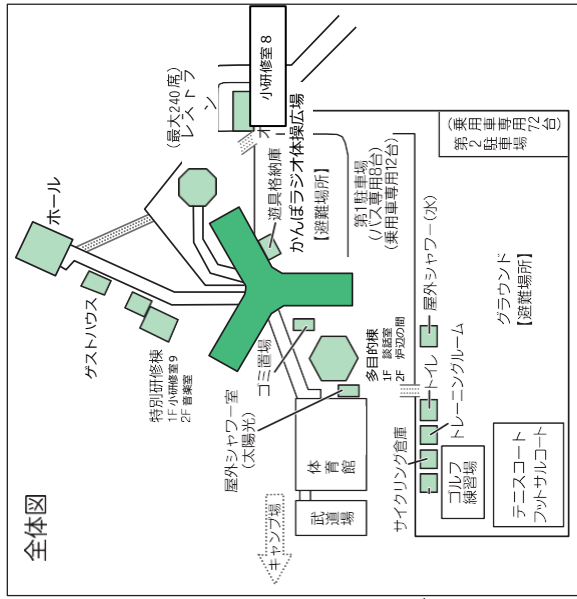 全体図
ホール
ゲストハウス
特別研修棟
1F 小研修室 9
2F 音楽室
(最大240席)
レストラ
ン
小研修室 8
オ
遊具格納庫
かんぽラジオ体操広場
【避難場所】
ゴミ置場
屋外シャワー室
(太陽光)
多目的棟
1F 談話室
2F 炉辺の間
体育館
武道場
キャンプ場
第1駐車場
(バス専用8台)
(乗用車専用12台)
第2駐車場
(乗用車専用72台)
サイクリング倉庫
トイレ
トレーニングルーム
屋外シャワー(水)
ゴルフ
練習場
グラウンド
【避難場所】
テニスコート
フットサルコート